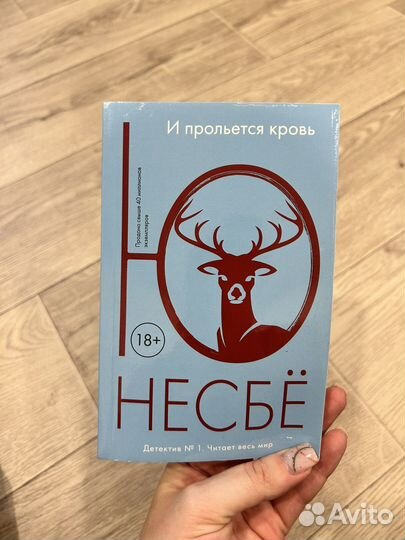 И прольется кровь
Продано свыше 40 миллионов
экземпляров
Ю
18+
НЕСБЁ
Детектив № 1. Читает весь мир
Avito